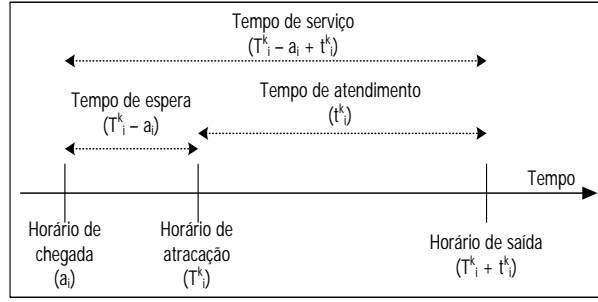 Tempo de serviço
(Tᵏᵢ – aᵢ + tᵏᵢ)
Tempo de espera
(Tᵏᵢ – aᵢ)
Tempo de atendimento
(tᵏᵢ)
Tempo
Horário de
chegada
(aᵢ)
Horário de
atracação
(Tᵏᵢ)
Horário de saída
(Tᵏᵢ + tᵏᵢ)